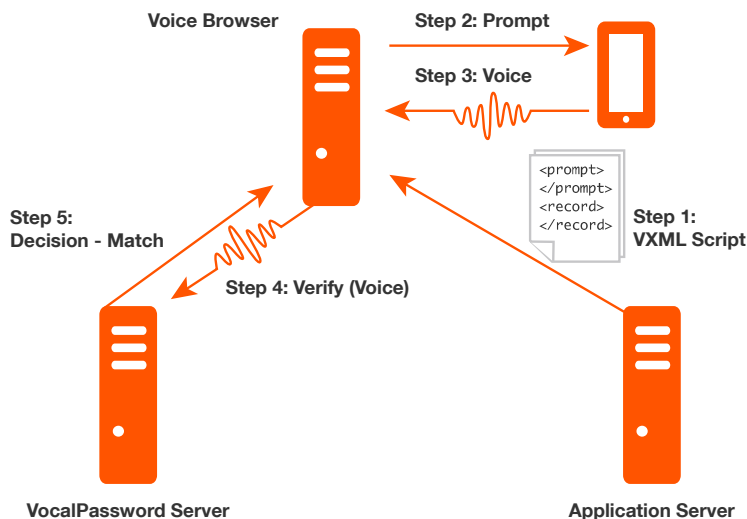 Voice Browser
Step 2: Prompt
Step 3: Voice
<prompt>
</prompt>
<record>
</record>
Step 1:
VXML Script
Step 5:
Decision - Match
Step 4: Verify (Voice)
VocalPassword Server
Application Server